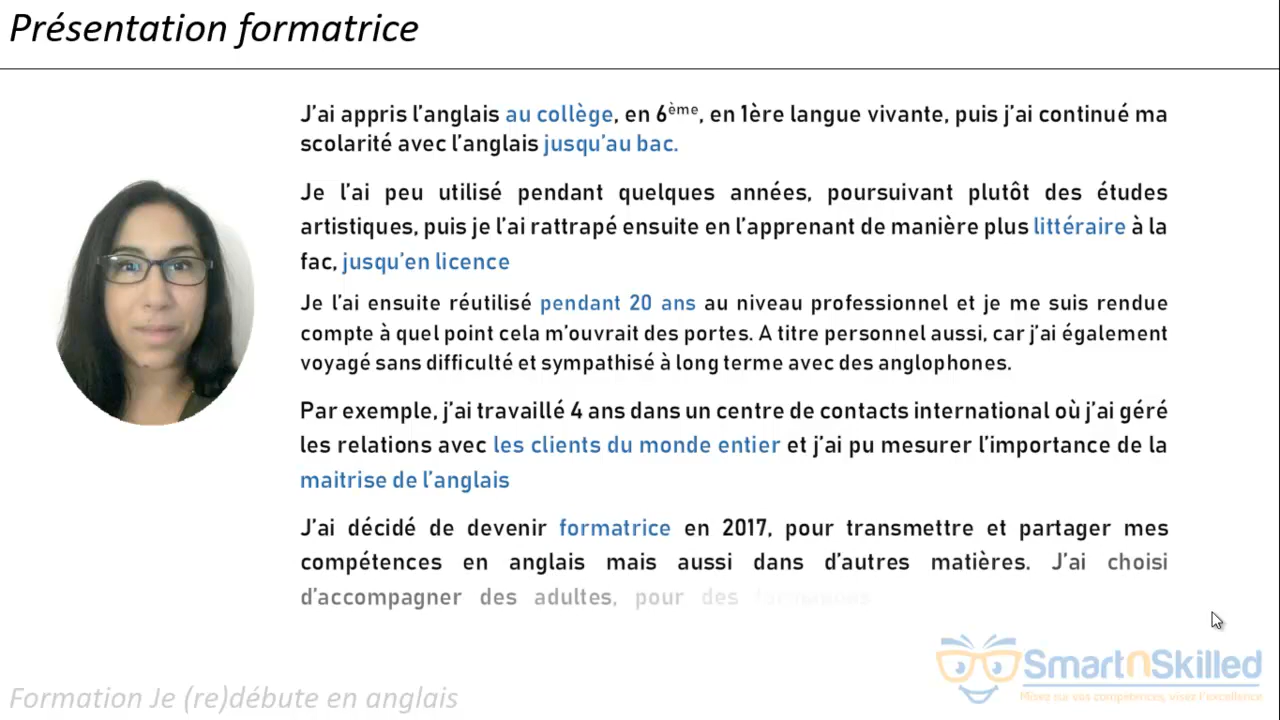 Présentation formatrice
J'ai appris l'anglais au collège, en 6ème, en 1ère langue vivante, puis j'ai continué ma
scolarité avec l'anglais jusqu'au bac.
Je l'ai peu utilisé pendant quelques années, poursuivant plutôt des études
artistiques, puis je l'ai rattrapé ensuite en l'apprenant de manière plus littéraire à la
fac, jusqu'en licence
Je l'ai ensuite réutilisé pendant 20 ans au niveau professionnel et je me suis rendue
compte à quel point cela m'ouvrait des portes. A titre personnel aussi, car j'ai également
voyagé sans difficulté et sympathisé à long terme avec des anglophones.
Par exemple, j'ai travaillé 4 ans dans un centre de contacts international où j'ai géré
les relations avec les clients du monde entier et j'ai pu mesurer l'importance de la
maitrise de l'anglais
J'ai décidé de devenir formatrice en 2017, pour transmettre et partager mes
compétences en anglais mais aussi dans d'autres matières. J'ai choisi
d'accompagner des adultes, pour des
SmartnSkilled
Misez sur vos compétences, visez l'excellence
Formation Je (re)débute en anglais